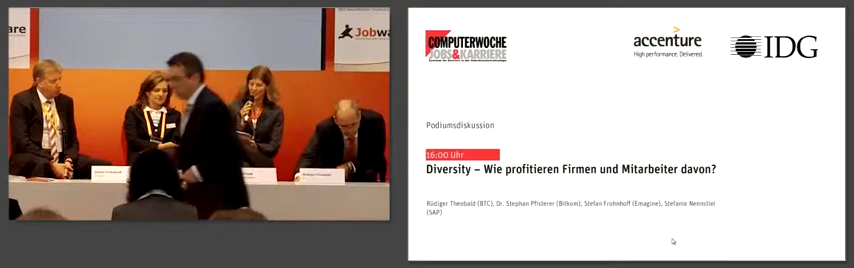 are
Jobwa
COMPUTERWOCHE
JOBS&KARRIERE
accenture
High performance. Delivered.
IDG
Podiumsdiskussion
16:00 Uhr
Diversity – Wie profitieren Firmen und Mitarbeiter davon?
Rüdiger Theobald (BTC), Dr. Stephan Pfisterer (Bitkom), Stefan Frohnhoff (Emagine), Stefanie Nennstiel
(SAP)